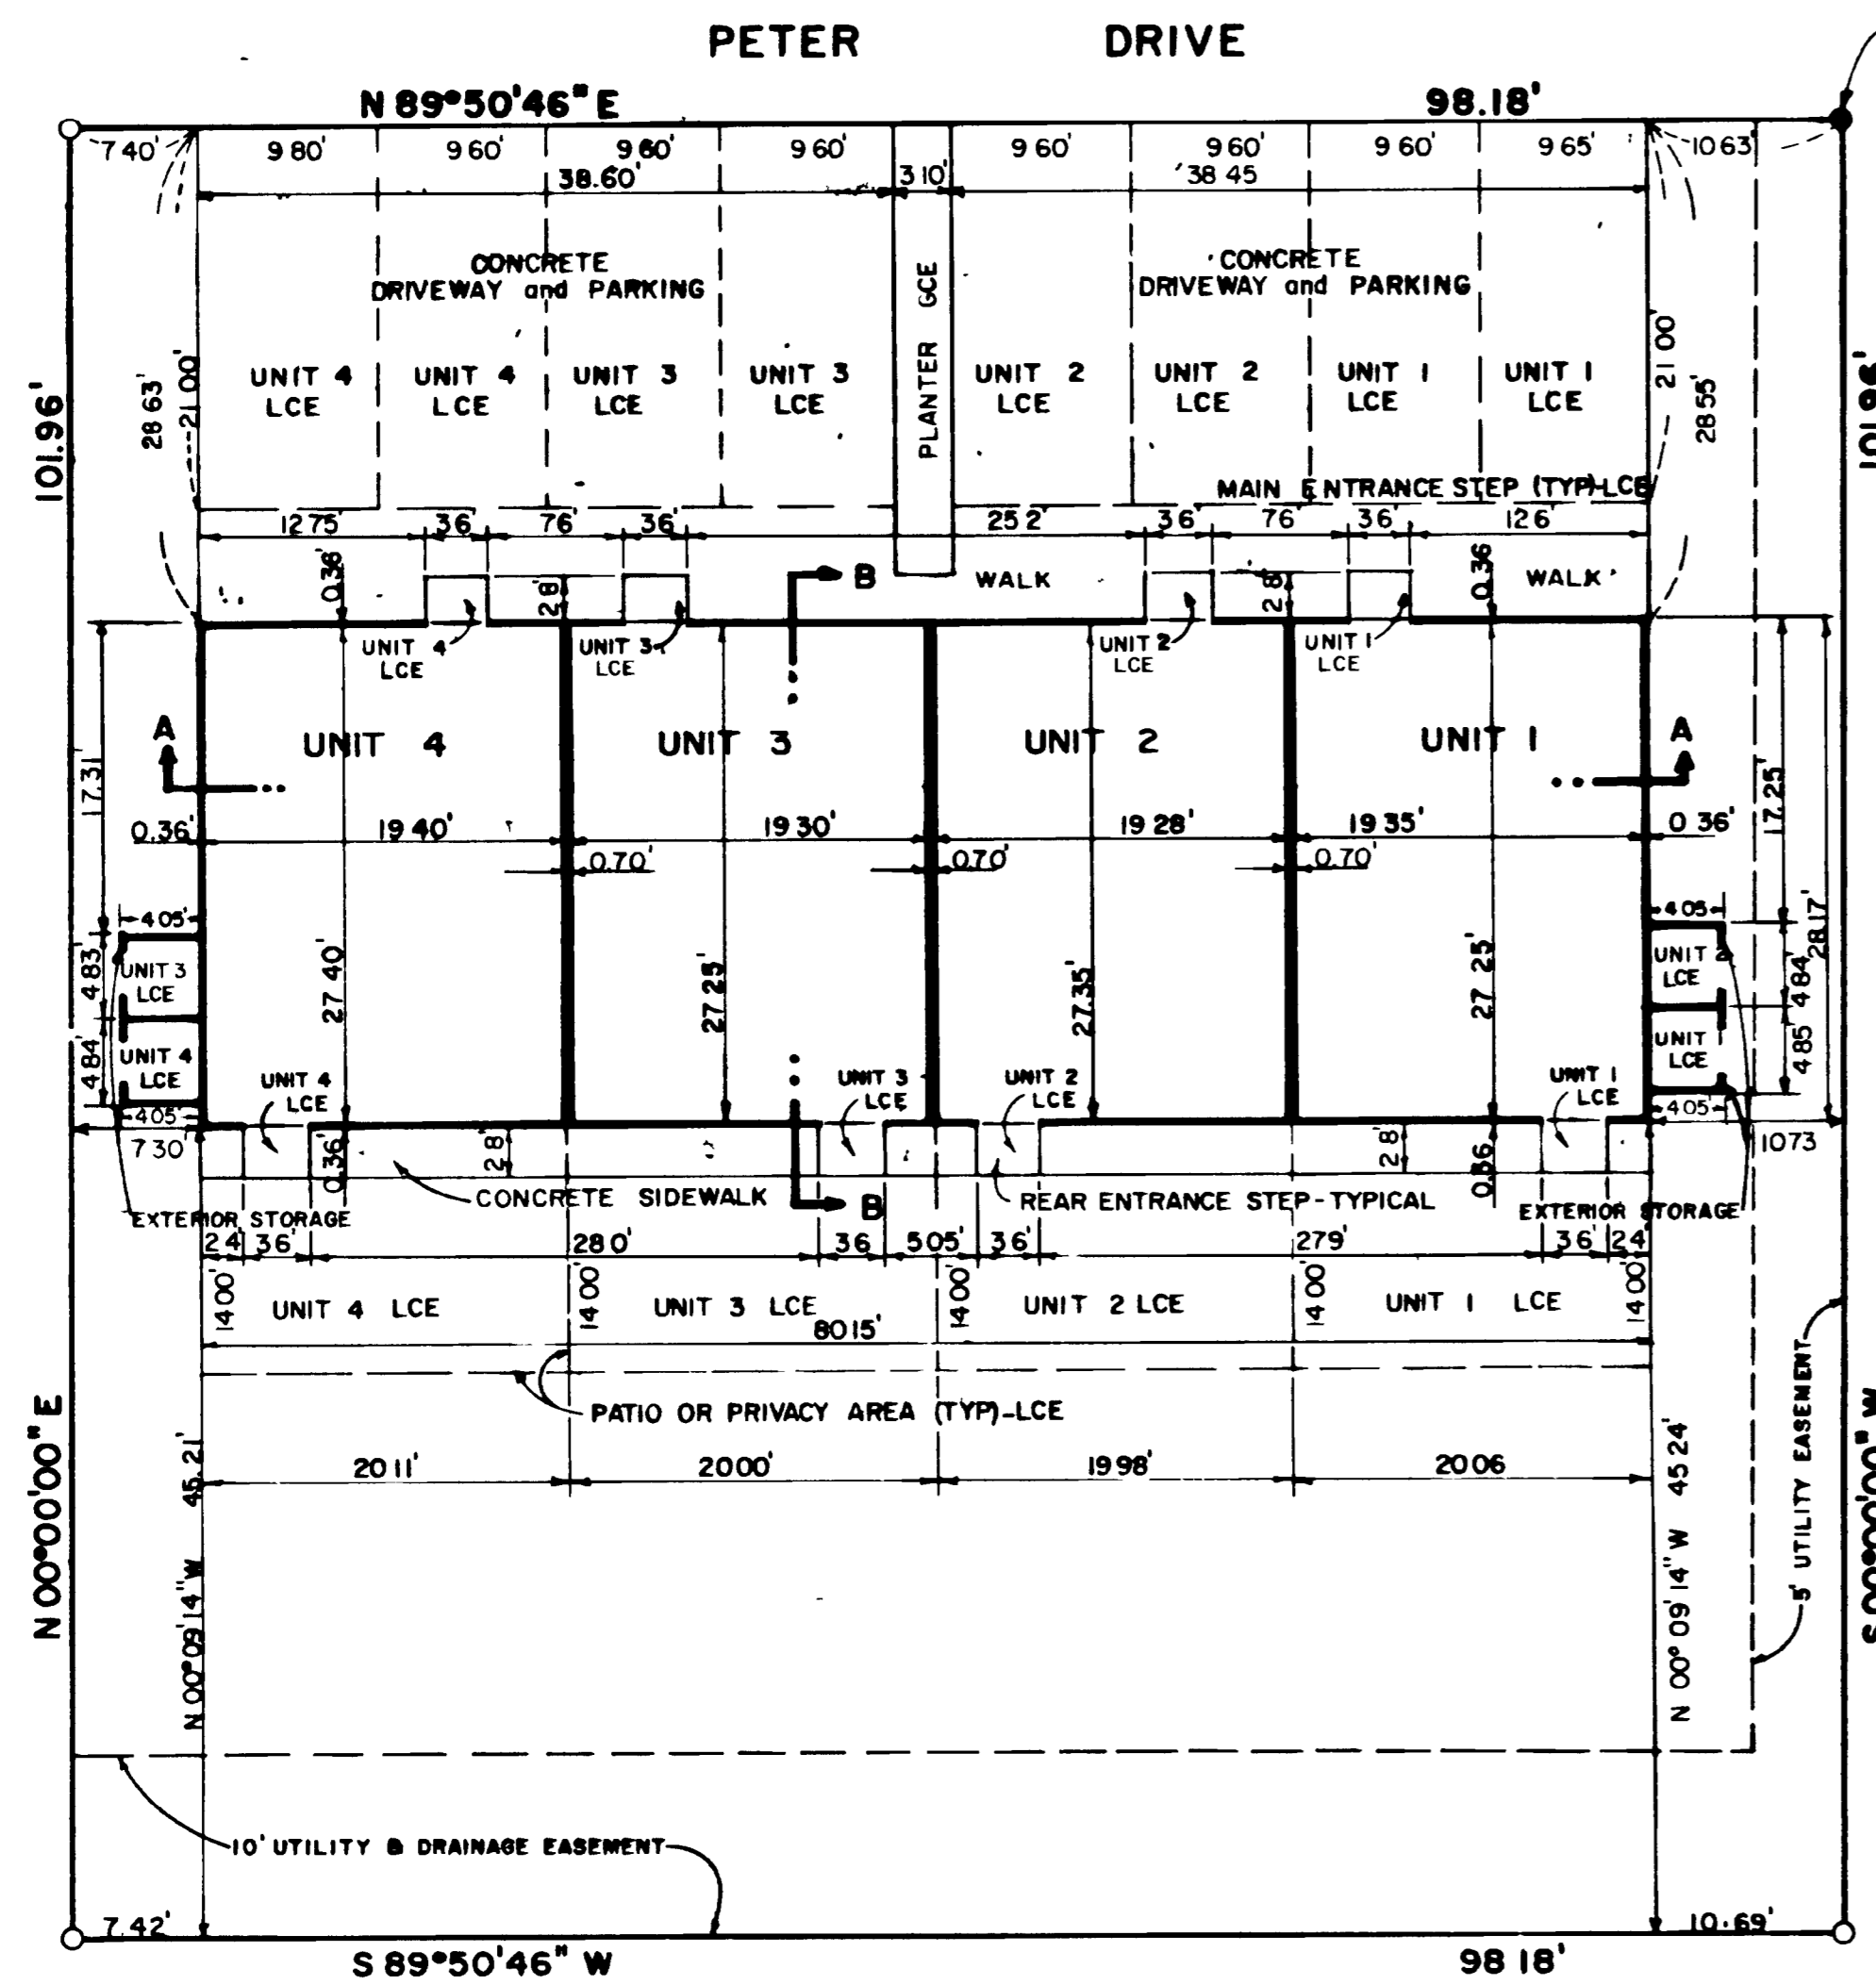 PETER DRIVE
N 89°50'46" E 98.18'
7 40' 9 80' 9 60' 9 60' 9 60' 9 60' 9 60' 9 60' 9 65' 10 63'
38.60' 3 10' 38 45
CONCRETE
DRIVEWAY and PARKING
CONCRETE
DRIVEWAY and PARKING
PLANTER GCE
UNIT 4
LCE
UNIT 4
LCE
UNIT 3
LCE
UNIT 3
LCE
UNIT 2
LCE
UNIT 2
LCE
UNIT 1
LCE
UNIT 1
LCE
101.96'
28 63'
21 00'
21 00'
28 55'
MAIN ENTRANCE STEP (TYP)-LCE
12 75' 3 6' 7 6' 3 6' 25 2' 3 6' 7 6' 3 6' 12 6'
0.36' 2 8' B WALK 2 8' 0.36 WALK
UNIT 4
LCE
UNIT 3
LCE
UNIT 2
LCE
UNIT 1
LCE
A UNIT 4 UNIT 3 UNIT 2 UNIT 1 A
17.31'
17.25'
0.36' 19 40' 19 30' 19 28' 19 35' 0 36'
0.70' 0.70' 0.70'
4 05' 4 05
28.17'
27 40' 27 25' 27.35' 27 25'
4 83'
UNIT 3
LCE
UNIT 2
LCE
4 84'
4 84'
UNIT 4
LCE
UNIT 1
LCE
4 85'
UNIT 4
LCE
UNIT 3
LCE
UNIT 2
LCE
UNIT 1
LCE
4 05' 4 05'
7 30' 0.36' 2 8' 2 8' 0.36 10 73
CONCRETE SIDEWALK B REAR ENTRANCE STEP-TYPICAL
EXTERIOR STORAGE EXTERIOR STORAGE
2 4' 3 6' 28 0' 3 6 5 05' 3 6' 27 9' 3 6' 2 4'
14 00' UNIT 4 LCE 14 00' UNIT 3 LCE 14 00' UNIT 2 LCE 14 00' UNIT 1 LCE 14 00'
80 15'
PATIO OR PRIVACY AREA (TYP)-LCE
20 11' 20 00' 19 98' 20 06
N 00°00'00" E
N 00°09'14" W 45.21'
N 00°09'14" W 45 24'
5' UTILITY EASEMENT
10' UTILITY & DRAINAGE EASEMENT
7.42' 10.69'
S 89°50'46" W 98 18'